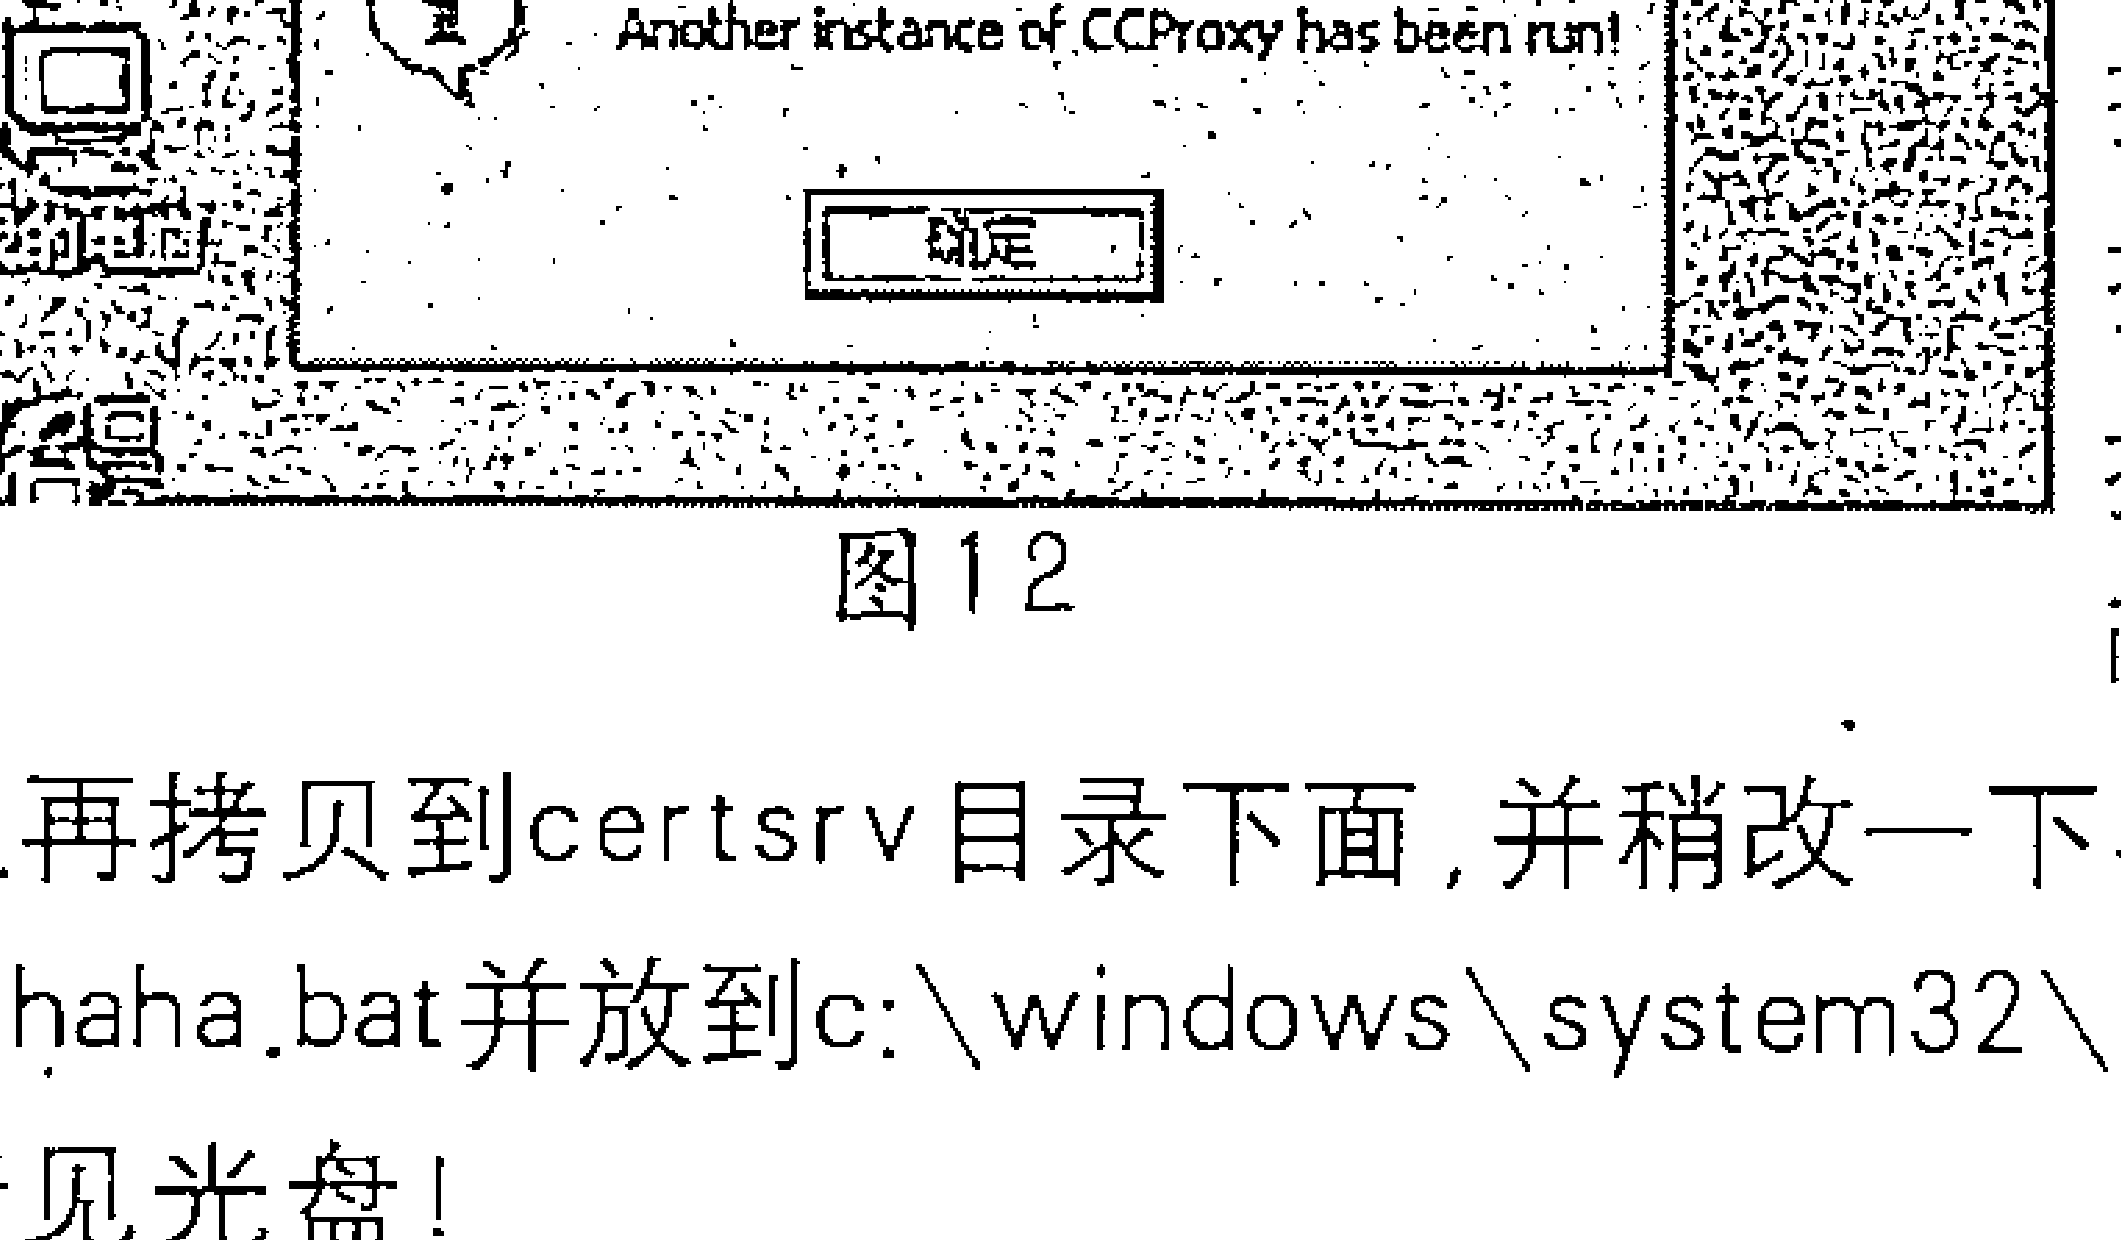 Another instance of CCProxy has been run!
确定
图12
再拷贝到certsrv目录下面,并稍改一下
haha.bat并放到c:\windows\system32\
见光盘!